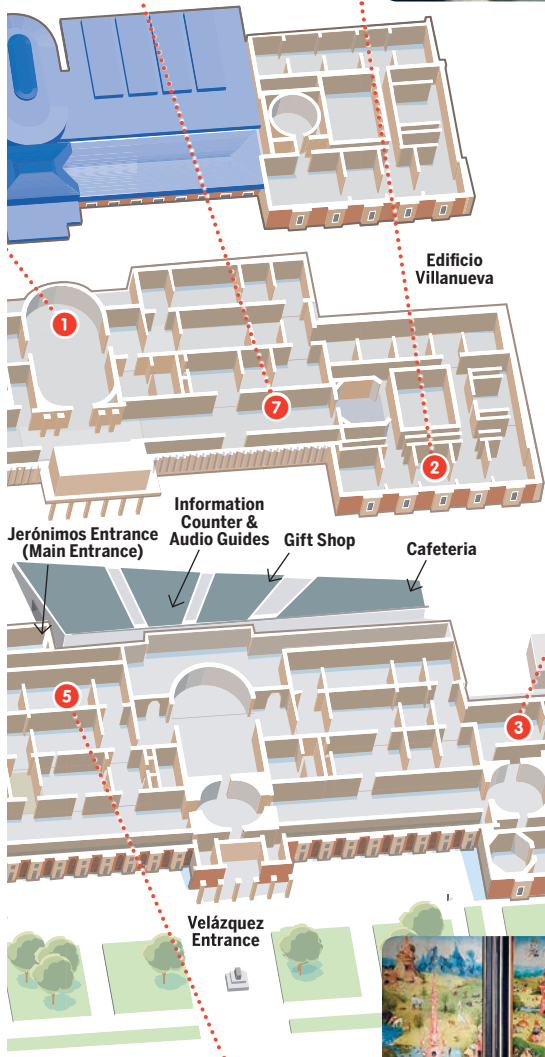 Edificio
Villanueva
1
7
2
Jerónimos Entrance
(Main Entrance)
Information
Counter &
Audio Guides
Gift Shop
Cafeteria
5
3
Velázquez
Entrance